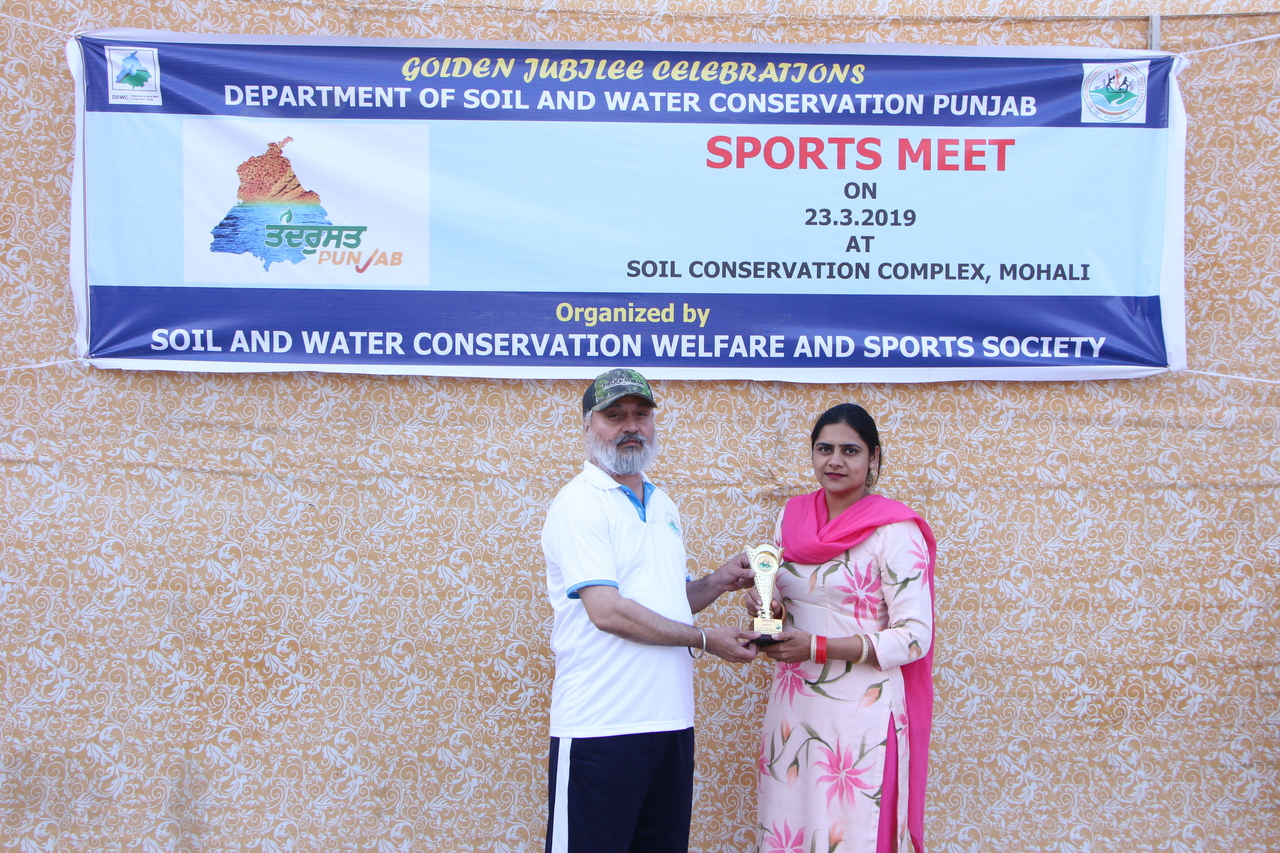 GOLDEN JUBILEE CELEBRATIONS
DEPARTMENT OF SOIL AND WATER CONSERVATION PUNJAB
DSWC
ਤੰਦਰੁਸਤ
PUNJAB
SPORTS MEET
ON
23.3.2019
AT
SOIL CONSERVATION COMPLEX, MOHALI
Organized by
SOIL AND WATER CONSERVATION WELFARE AND SPORTS SOCIETY